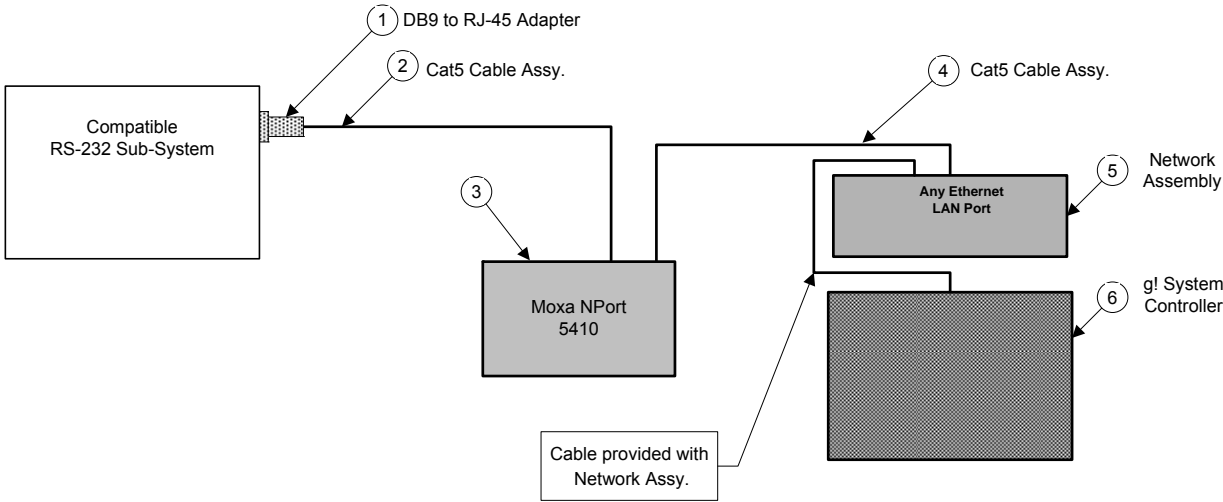 1 DB9 to RJ-45 Adapter
2 Cat5 Cable Assy.
4 Cat5 Cable Assy.
Compatible
RS-232 Sub-System
Any Ethernet
LAN Port
5 Network
Assembly
3
Moxa NPort
5410
6 g! System
Controller
Cable provided with
Network Assy.